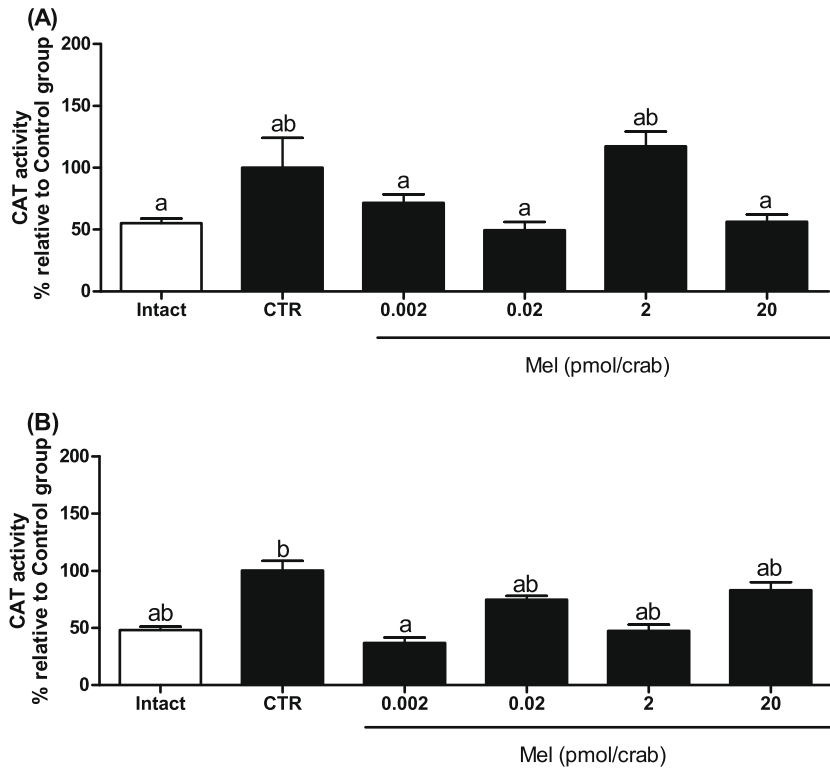 (A)
CAT activity
% relative to Control group
200
150
100
50
0
a
ab
a
a
ab
a
Intact CTR 0.002 0.02 2 20
Mel (pmol/crab)
(B)
CAT activity
% relative to Control group
200
150
100
50
0
ab
b
a
ab
ab
ab
Intact CTR 0.002 0.02 2 20
Mel (pmol/crab)